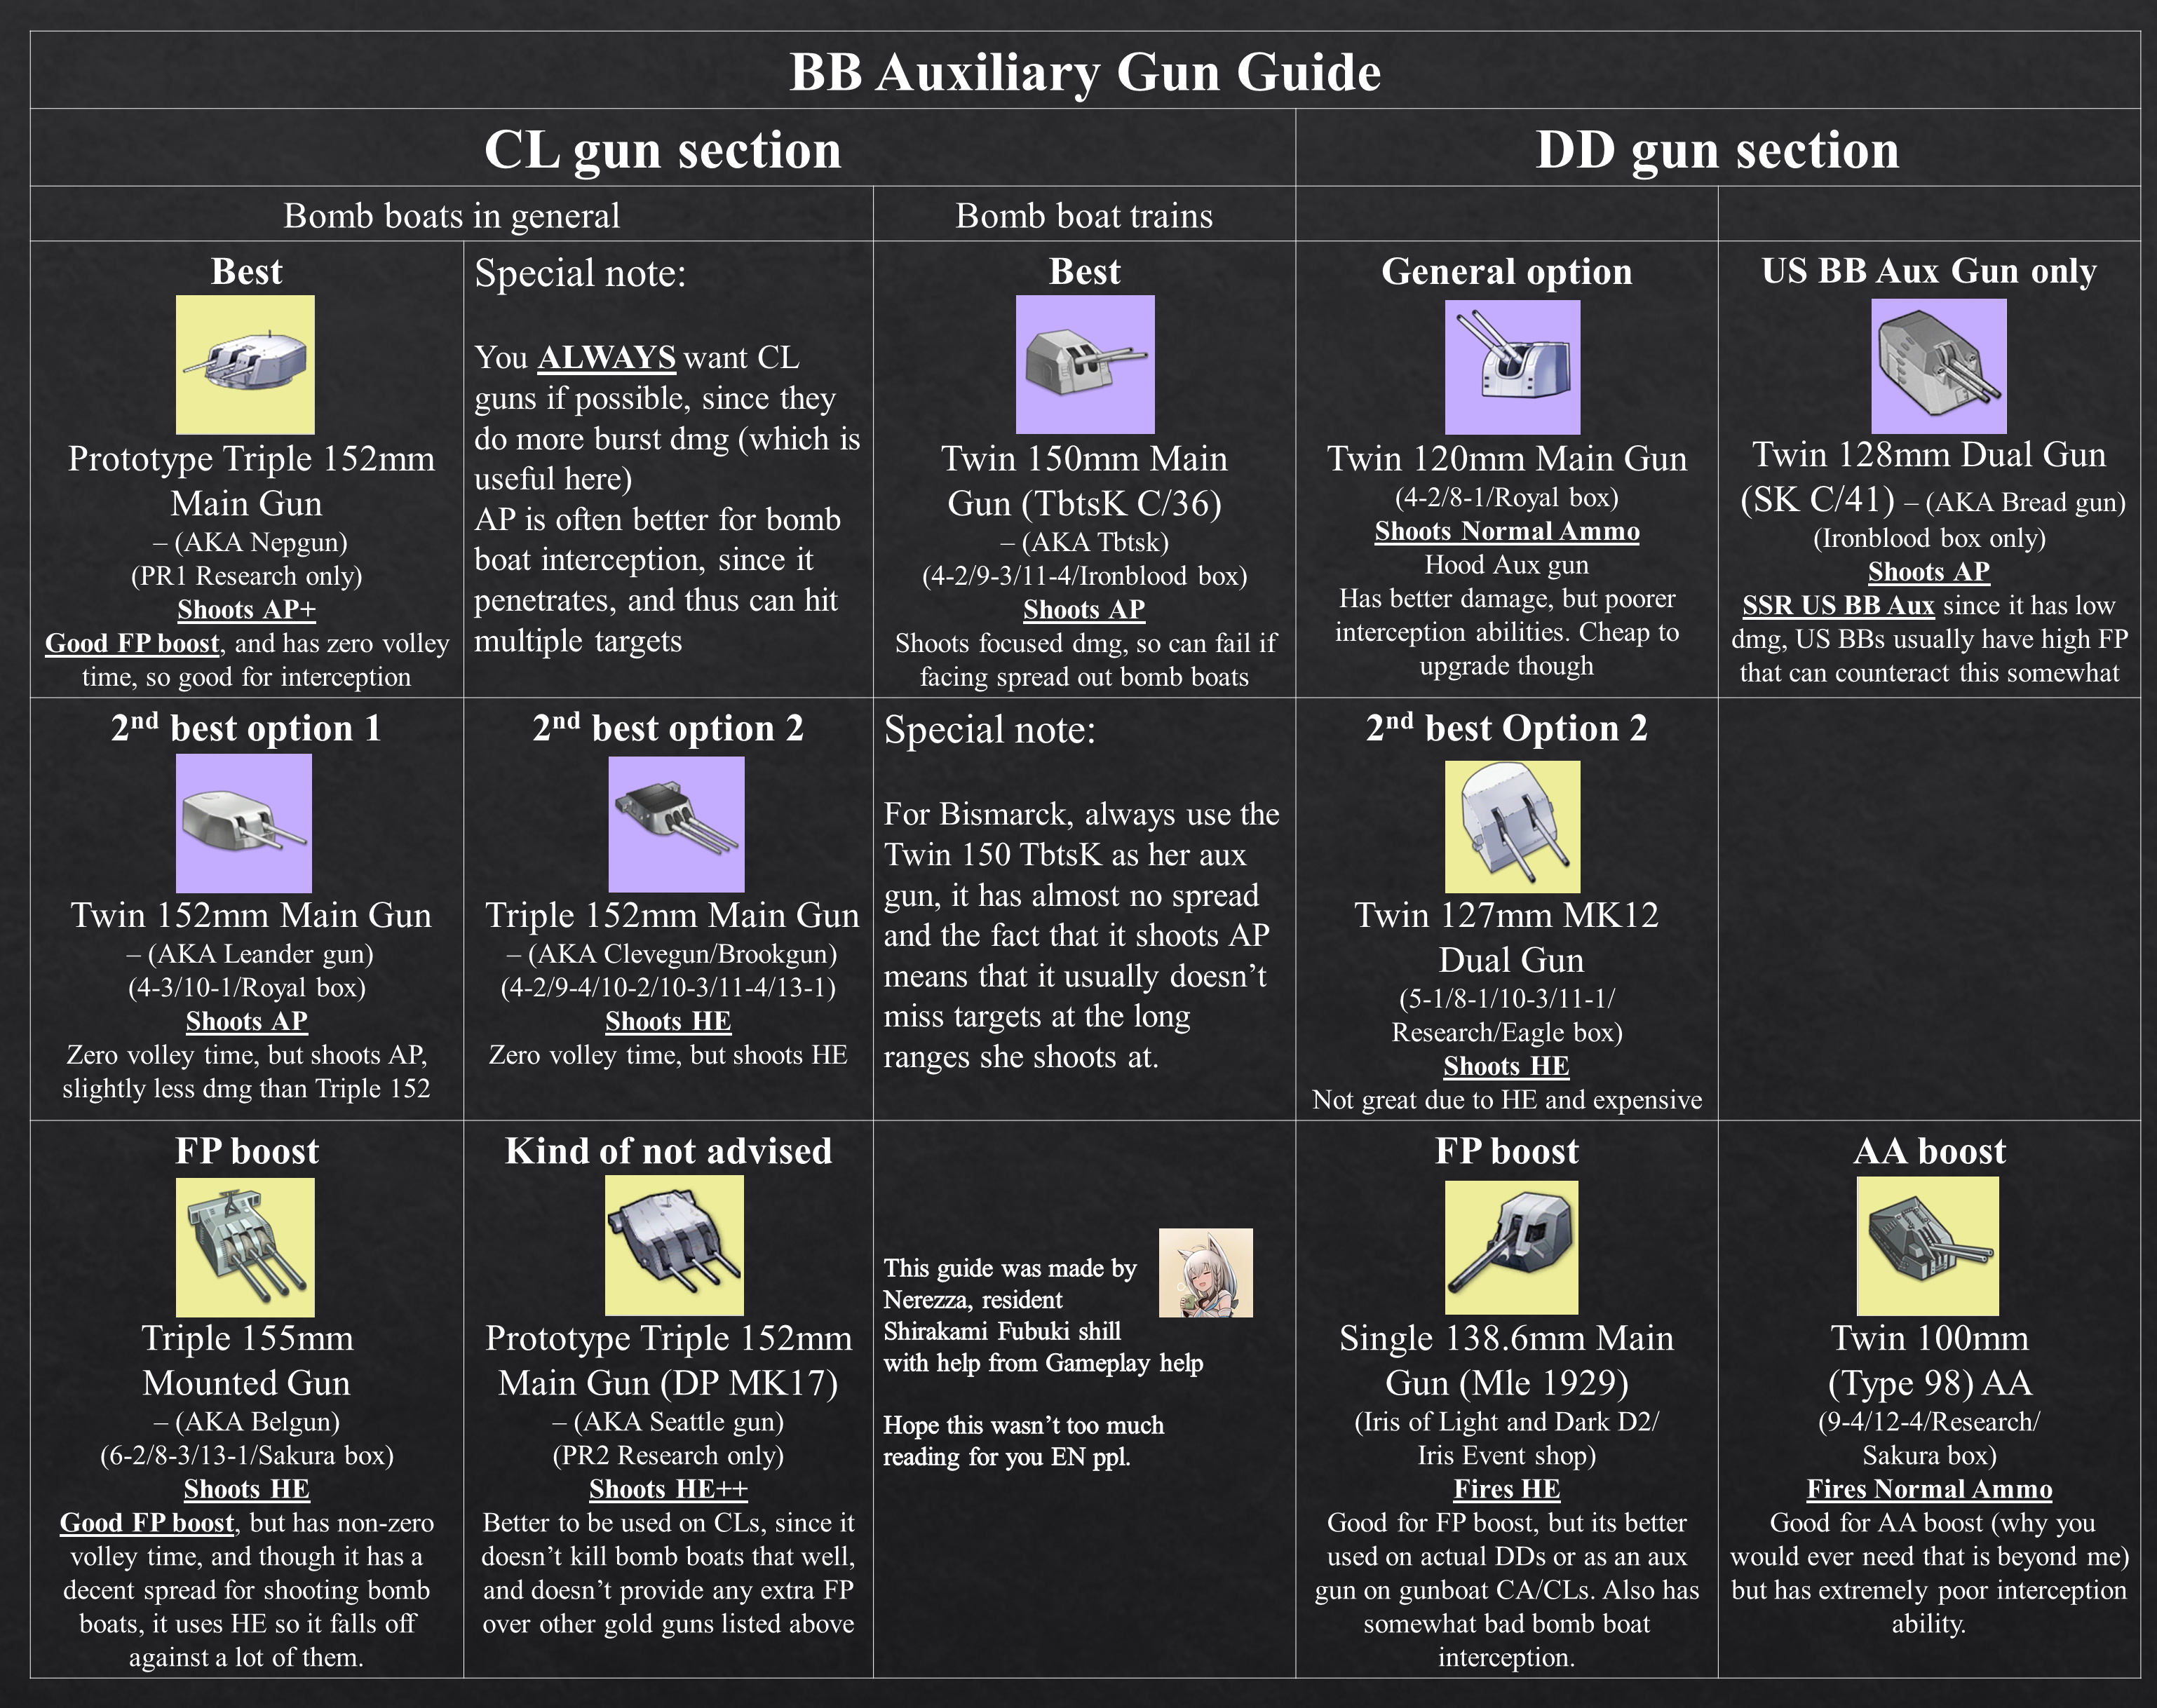 BB Auxiliary Gun Guide
CL gun section
DD gun section
Bomb boats in general
Bomb boat trains
Best
Prototype Triple 152mm
Main Gun
– (AKA Nepgun)
(PR1 Research only)
Shoots AP+
Good FP boost, and has zero volley
time, so good for interception
Special note:
You ALWAYS want CL
guns if possible, since they
do more burst dmg (which is
useful here)
AP is often better for bomb
boat interception, since it
penetrates, and thus can hit
multiple targets
Best
Twin 150mm Main
Gun (TbtsK C/36)
– (AKA Tbtsk)
(4-2/9-3/11-4/Ironblood box)
Shoots AP
Shoots focused dmg, so can fail if
facing spread out bomb boats
General option
Twin 120mm Main Gun
(4-2/8-1/Royal box)
Shoots Normal Ammo
Hood Aux gun
Has better damage, but poorer
interception abilities. Cheap to
upgrade though
US BB Aux Gun only
Twin 128mm Dual Gun
(SK C/41) – (AKA Bread gun)
(Ironblood box only)
Shoots AP
SSR US BB Aux since it has low
dmg, US BBs usually have high FP
that can counteract this somewhat
2nd best option 1
Twin 152mm Main Gun
– (AKA Leander gun)
(4-3/10-1/Royal box)
Shoots AP
Zero volley time, but shoots AP,
slightly less dmg than Triple 152
2nd best option 2
Triple 152mm Main Gun
– (AKA Clevegun/Brookgun)
(4-2/9-4/10-2/10-3/11-4/13-1)
Shoots HE
Zero volley time, but shoots HE
Special note:
For Bismarck, always use the
Twin 150 TbtsK as her aux
gun, it has almost no spread
and the fact that it shoots AP
means that it usually doesn’t
miss targets at the long
ranges she shoots at.
2nd best Option 2
Twin 127mm MK12
Dual Gun
(5-1/8-1/10-3/11-1/
Research/Eagle box)
Shoots HE
Not great due to HE and expensive
FP boost
Triple 155mm
Mounted Gun
– (AKA Belgun)
(6-2/8-3/13-1/Sakura box)
Shoots HE
Good FP boost, but has non-zero
volley time, and though it has a
decent spread for shooting bomb
boats, it uses HE so it falls off
against a lot of them.
Kind of not advised
Prototype Triple 152mm
Main Gun (DP MK17)
– (AKA Seattle gun)
(PR2 Research only)
Shoots HE++
Better to be used on CLs, since it
doesn’t kill bomb boats that well,
and doesn’t provide any extra FP
over other gold guns listed above
This guide was made by
Nerezza, resident
Shirakami Fubuki shill
with help from Gameplay help
Hope this wasn’t too much
reading for you EN ppl.
FP boost
Single 138.6mm Main
Gun (Mle 1929)
(Iris of Light and Dark D2/
Iris Event shop)
Fires HE
Good for FP boost, but its better
used on actual DDs or as an aux
gun on gunboat CA/CLs. Also has
somewhat bad bomb boat
interception.
AA boost
Twin 100mm
(Type 98) AA
(9-4/12-4/Research/
Sakura box)
Fires Normal Ammo
Good for AA boost (why you
would ever need that is beyond me)
but has extremely poor interception
ability.